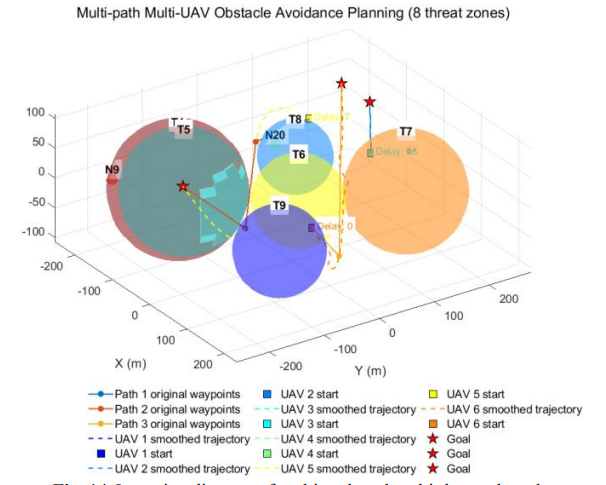 Multi-path Multi-UAV Obstacle Avoidance Planning (8 threat zones)
T5
T8
N20
T6
T7
N9
T9
Delay: 0
100
50
0
-50
-100
-200
-100
0
100
200
X (m)
-200
-100
0
100
200
Y (m)
Path 1 original waypoints
Path 2 original waypoints
Path 3 original waypoints
UAV 1 smoothed trajectory
UAV 1 start
UAV 2 smoothed trajectory
UAV 2 start
UAV 3 smoothed trajectory
UAV 3 start
UAV 4 smoothed trajectory
UAV 4 start
UAV 5 smoothed trajectory
UAV 5 start
UAV 6 smoothed trajectory
UAV 6 start
Goal
Goal
Goal